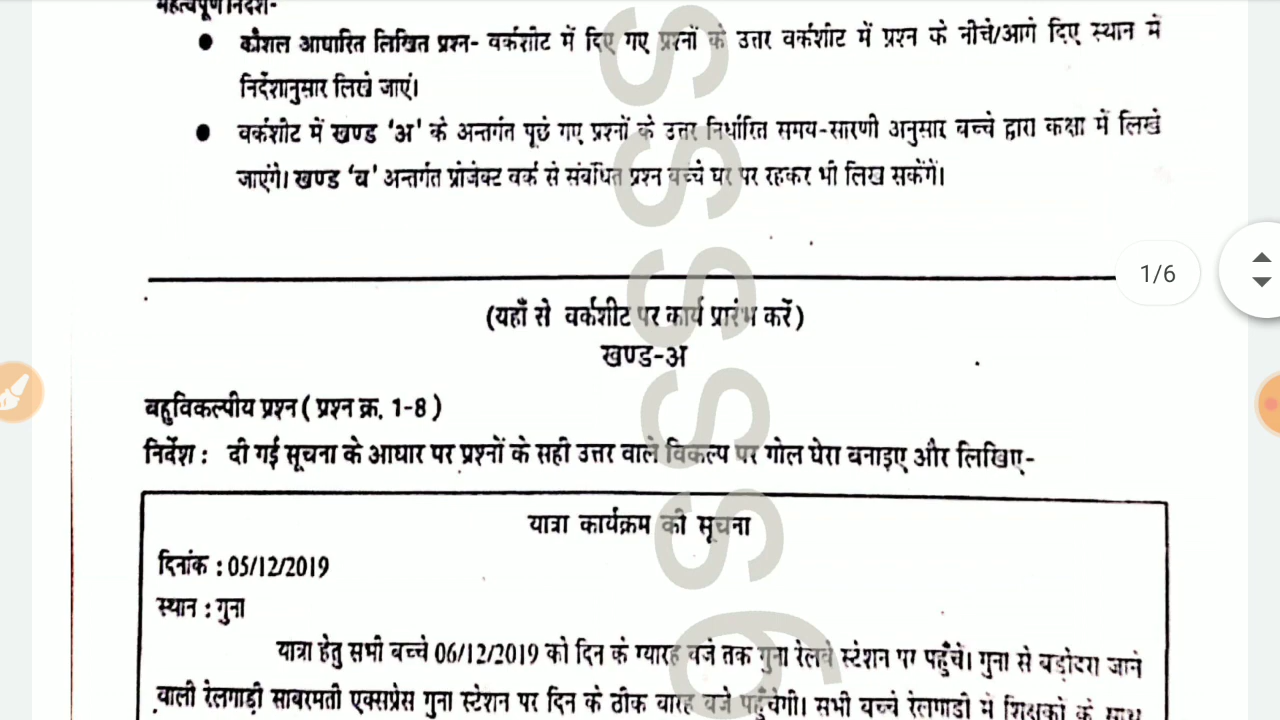 महत्वपूर्ण निर्देश-
● कौशल आधारित लिखित प्रश्न- वर्कशीट में दिए गए प्रश्नों के उत्तर वर्कशीट में प्रश्न के नीचे/आगे दिए स्थान में
निर्देशानुसार लिखे जाएं।
● वर्कशीट में खण्ड 'अ' के अन्तर्गत पूछे गए प्रश्नों के उत्तर निर्धारित समय-सारणी अनुसार बच्चे द्वारा कक्षा में लिखे
जाएंगे। खण्ड 'ब' अन्तर्गत प्रोजेक्ट वर्क से संबंधित प्रश्न बच्चे घर पर रहकर भी लिख सकेंगें।
1/6
(यहाँ से वर्कशीट पर कार्य प्रारंभ करें)
खण्ड-अ
बहुविकल्पीय प्रश्न ( प्रश्न क्र. 1-8 )
निर्देश : दी गई सूचना के आधार पर प्रश्नों के सही उत्तर वाले विकल्प पर गोल घेरा बनाइए और लिखिए-
यात्रा कार्यक्रम की सूचना
दिनांक : 05/12/2019
स्थान : गुना
यात्रा हेतु सभी बच्चे 06/12/2019 को दिन के ग्यारह बजे तक गुना रेलवे स्टेशन पर पहुँचें। गुना से बड़ोदरा जाने
वाली रेलगाड़ी साबरमती एक्सप्रेस गुना स्टेशन पर दिन के ठीक बारह बजे पहुँचेगी। सभी बच्चे रेलगाडी में शिक्षकों के साथ